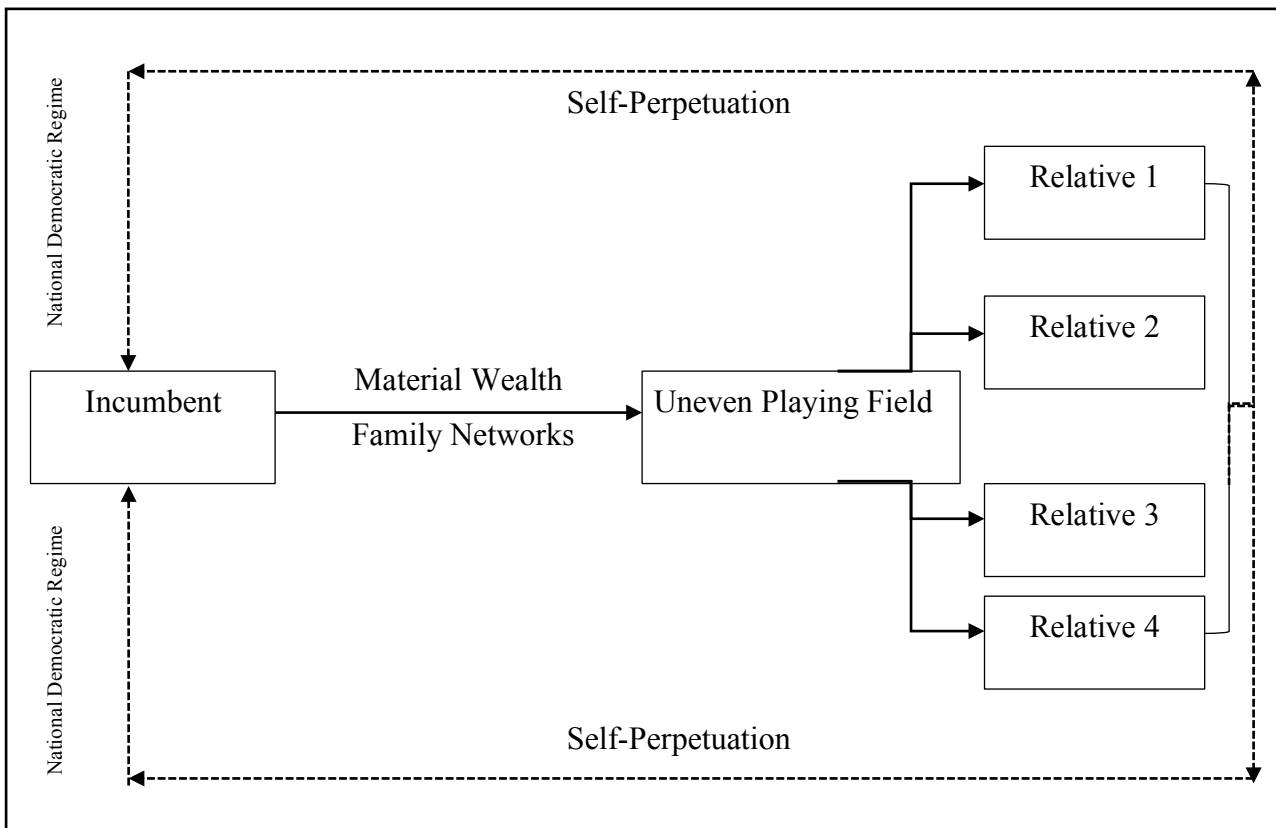 National Democratic Regime
Self-Perpetuation
Relative 1
Relative 2
Incumbent
Material Wealth
Family Networks
Uneven Playing Field
Relative 3
Relative 4
National Democratic Regime
Self-Perpetuation